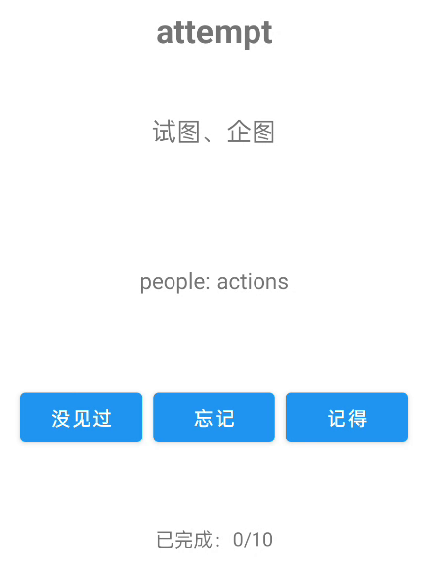 attempt
试图、企图
people: actions
没见过 忘记 记得
已完成：0/10